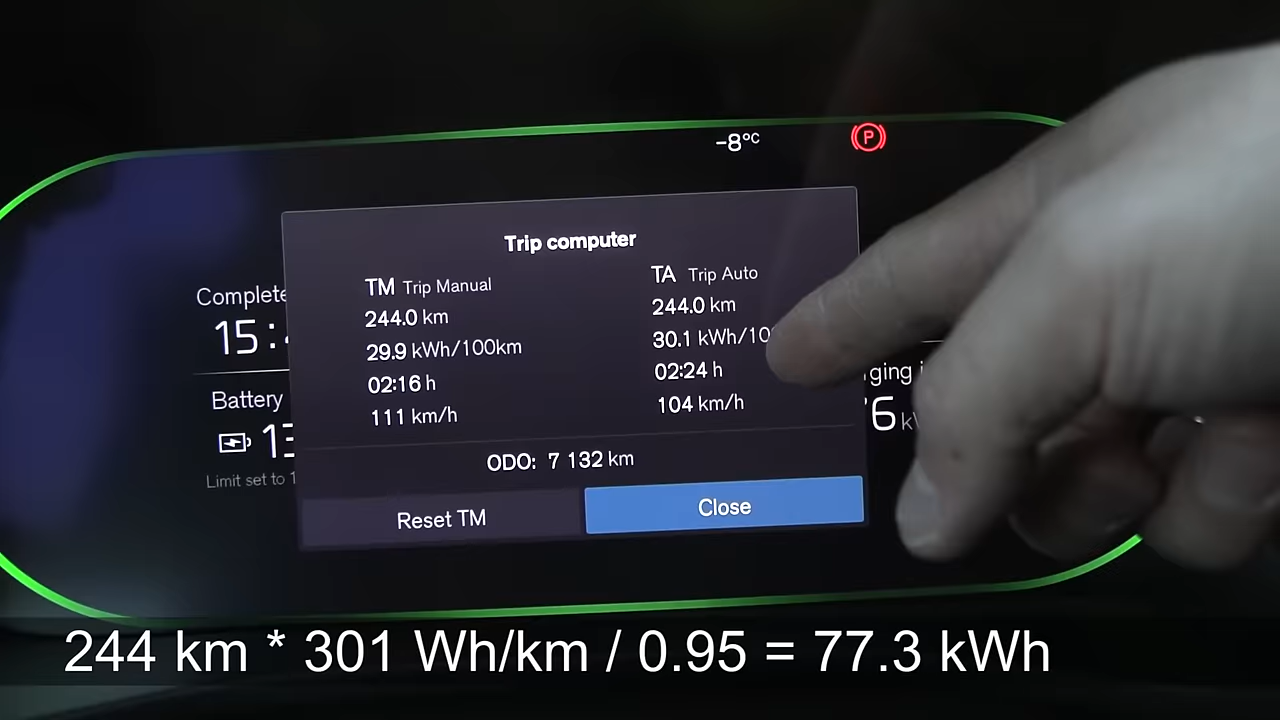 -8°C
P
Trip computer
TM Trip Manual
TA Trip Auto
244.0 km
244.0 km
29.9 kWh/100km
30.1 kWh/10
02:16 h
02:24 h
111 km/h
104 km/h
ODO: 7 132 km
Reset TM
Close
Complete
15:
Battery
13
Limit set to 1
ging i
6 k
244 km * 301 Wh/km / 0.95 = 77.3 kWh